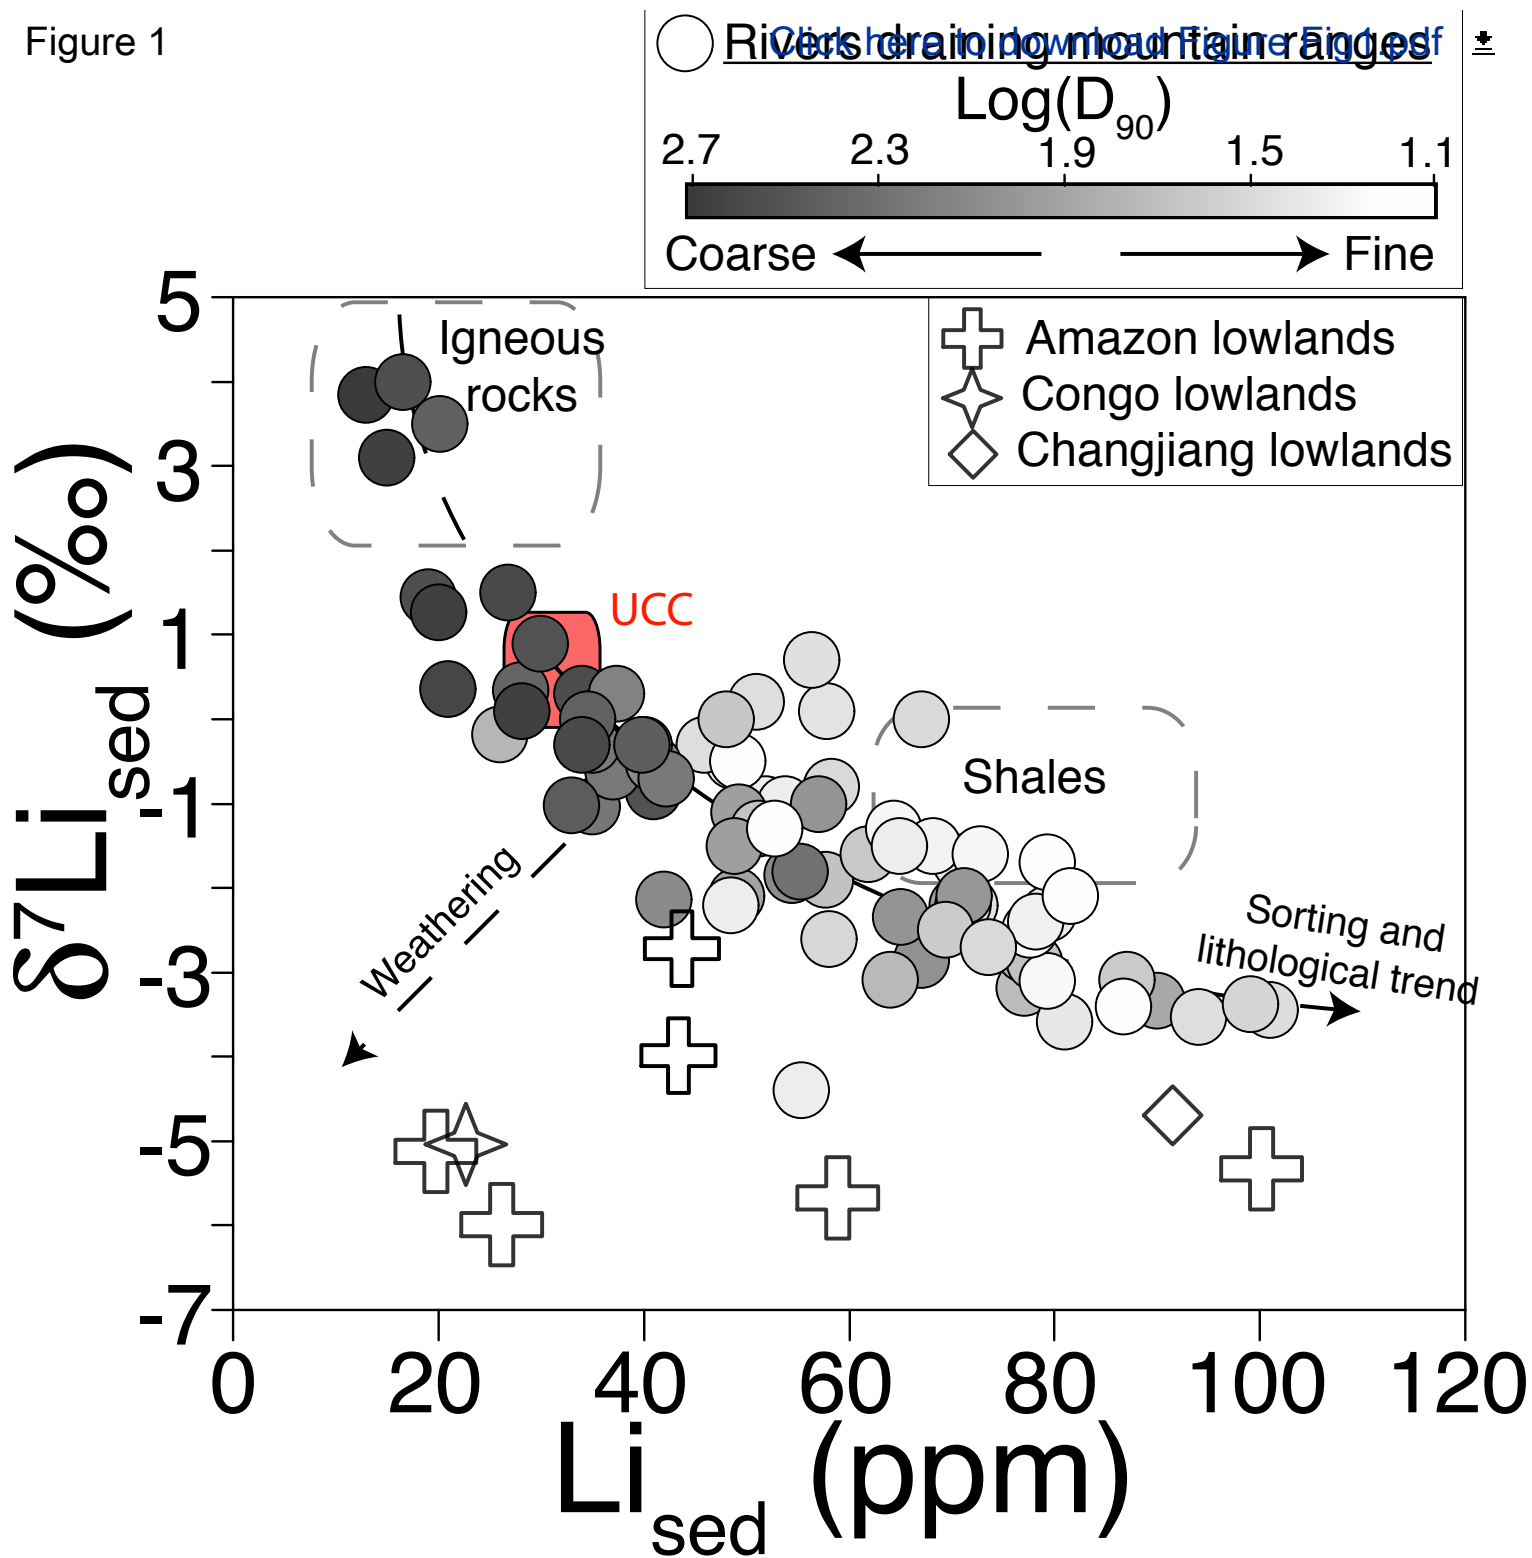 Figure 1
Rivers draining mountain ranges
Click here to download Figure Fig1.pdf
Log(D90)
2.7 2.3 1.9 1.5 1.1
Coarse Fine
Amazon lowlands
Congo lowlands
Changjiang lowlands
Igneous
rocks
UCC
Shales
Weathering
Sorting and
lithological trend
δ7Lised (‰)
5
3
1
-1
-3
-5
-7
0 20 40 60 80 100 120
Lised (ppm)